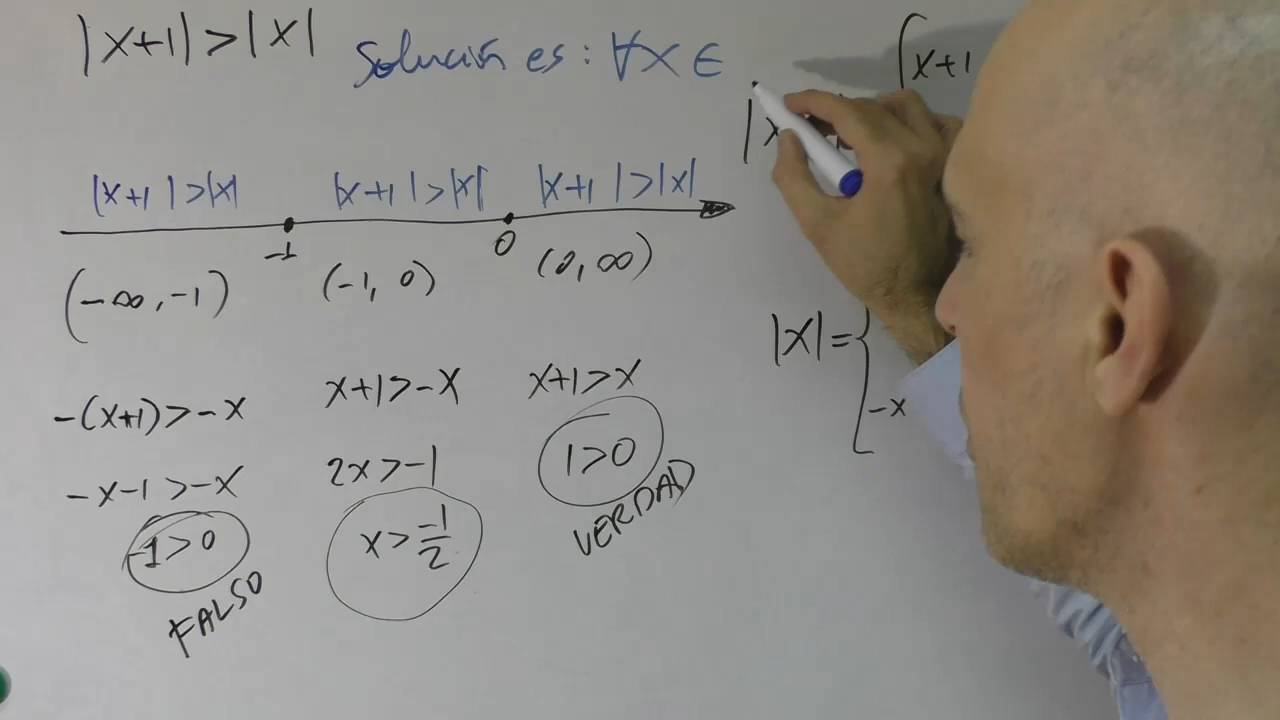 |x+1|>|x|
Solución es: ∀x ∈
x+1
|x
|x+1|>|x| |x+1|>|x| |x+1|>|x|
-1 0
(-∞,-1) (-1, 0) (0,∞)
|x|=
-x
-(x+1)>-x x+1>-x x+1>x
-x-1>-x 2x>-1 1>0
-1>0 x>-1/2 VERDAD
FALSO